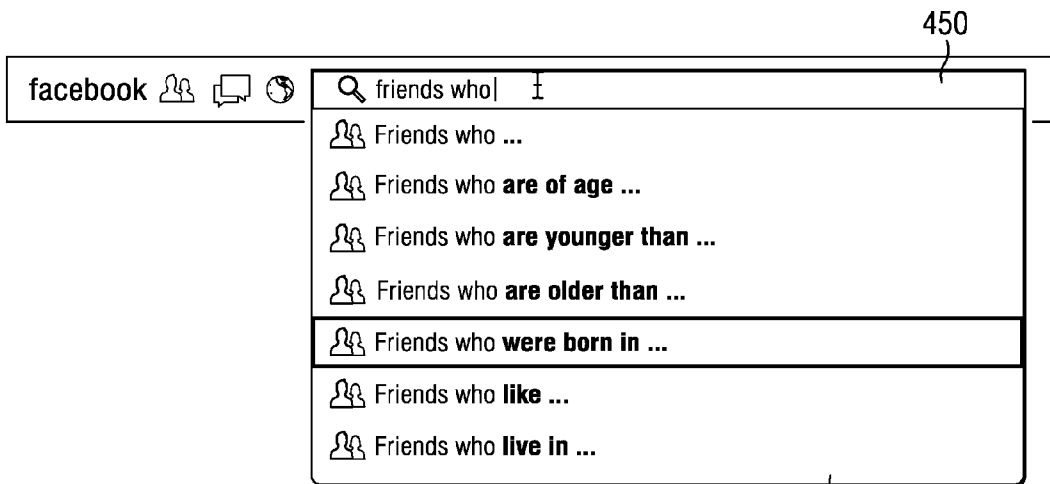 450
facebook friends who
Friends who ...
Friends who are of age ...
Friends who are younger than ...
Friends who are older than ...
Friends who were born in ...
Friends who like ...
Friends who live in ...